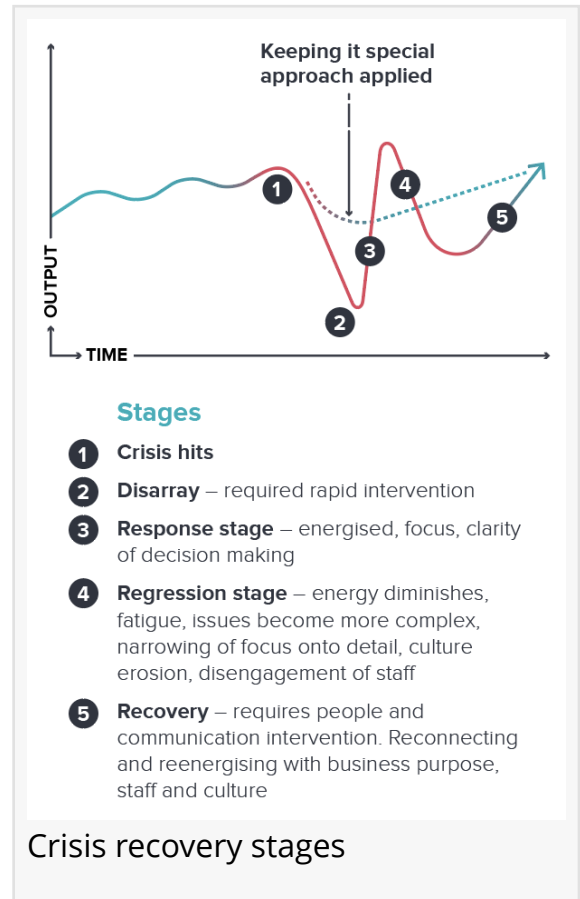 Keeping it special
approach applied
1
4
5
3
2
OUTPUT
TIME
Stages
1 Crisis hits
2 Disarray – required rapid intervention
3 Response stage – energised, focus, clarity
of decision making
4 Regression stage – energy diminishes,
fatigue, issues become more complex,
narrowing of focus onto detail, culture
erosion, disengagement of staff
5 Recovery – requires people and
communication intervention. Reconnecting
and reenergising with business purpose,
staff and culture
Crisis recovery stages